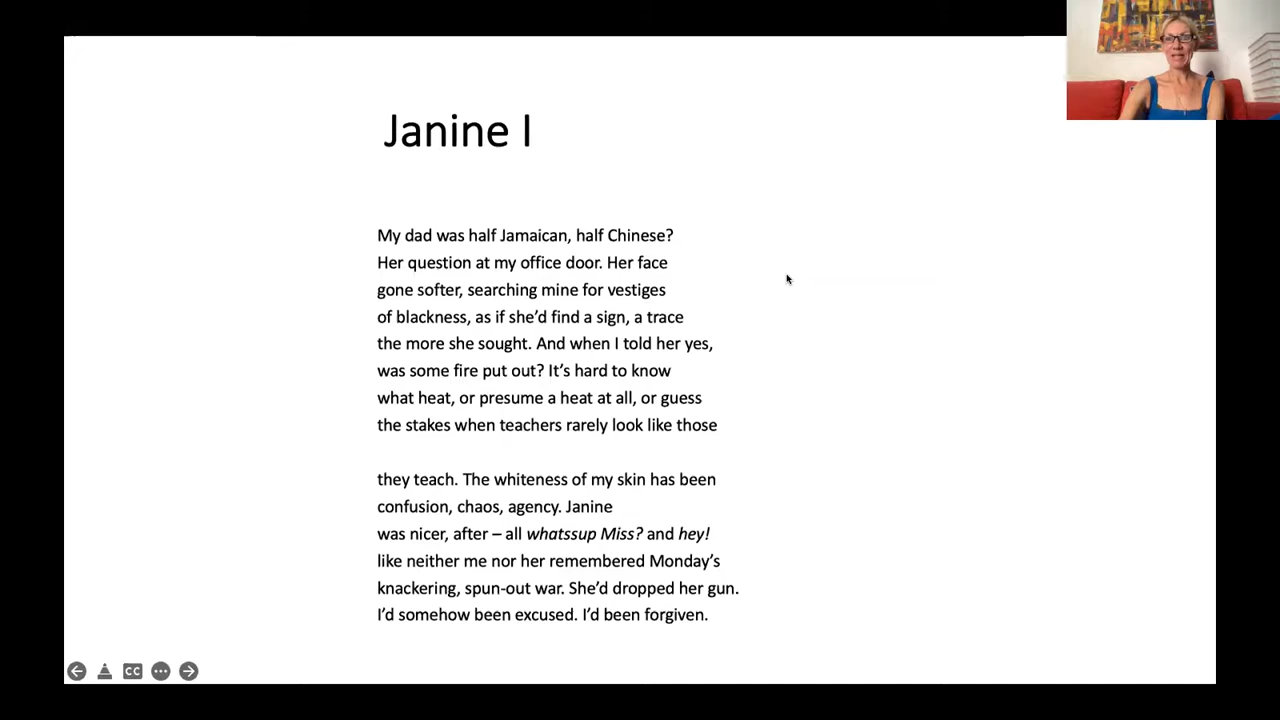 Janine I
My dad was half Jamaican, half Chinese?
Her question at my office door. Her face
gone softer, searching mine for vestiges
of blackness, as if she’d find a sign, a trace
the more she sought. And when I told her yes,
was some fire put out? It’s hard to know
what heat, or presume a heat at all, or guess
the stakes when teachers rarely look like those
they teach. The whiteness of my skin has been
confusion, chaos, agency. Janine
was nicer, after – all whatssup Miss? and hey!
like neither me nor her remembered Monday’s
knackering, spun-out war. She’d dropped her gun.
I’d somehow been excused. I’d been forgiven.
CC